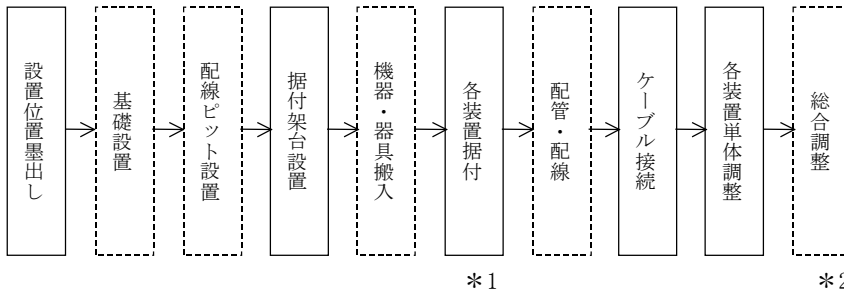 設置位置墨出し
基礎設置
配線ピット設置
据付架台設置
機器・器具搬入
各装置据付
配管・配線
ケーブル接続
各装置単体調整
総合調整
＊1
＊2